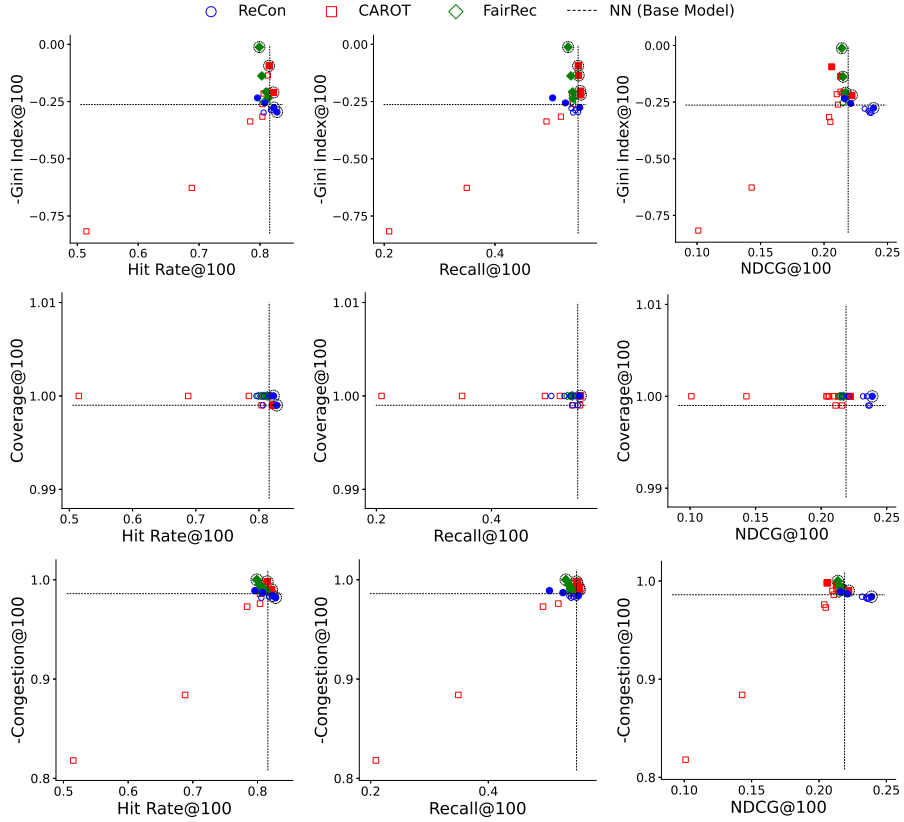 ReCon CAROT FairRec NN (Base Model)
-Gini Index@100
0.00
−0.25
−0.50
−0.75
0.5 0.6 0.7 0.8
Hit Rate@100
-Gini Index@100
0.00
−0.25
−0.50
−0.75
0.2 0.4
Recall@100
-Gini Index@100
0.00
−0.25
−0.50
−0.75
0.10 0.15 0.20 0.25
NDCG@100
Coverage@100
1.01
1.00
0.99
0.5 0.6 0.7 0.8
Hit Rate@100
Coverage@100
1.01
1.00
0.99
0.2 0.4
Recall@100
Coverage@100
1.01
1.00
0.99
0.10 0.15 0.20 0.25
NDCG@100
-Congestion@100
1.0
0.9
0.8
0.5 0.6 0.7 0.8
Hit Rate@100
-Congestion@100
1.0
0.9
0.8
0.2 0.4
Recall@100
-Congestion@100
1.0
0.9
0.8
0.10 0.15 0.20 0.25
NDCG@100